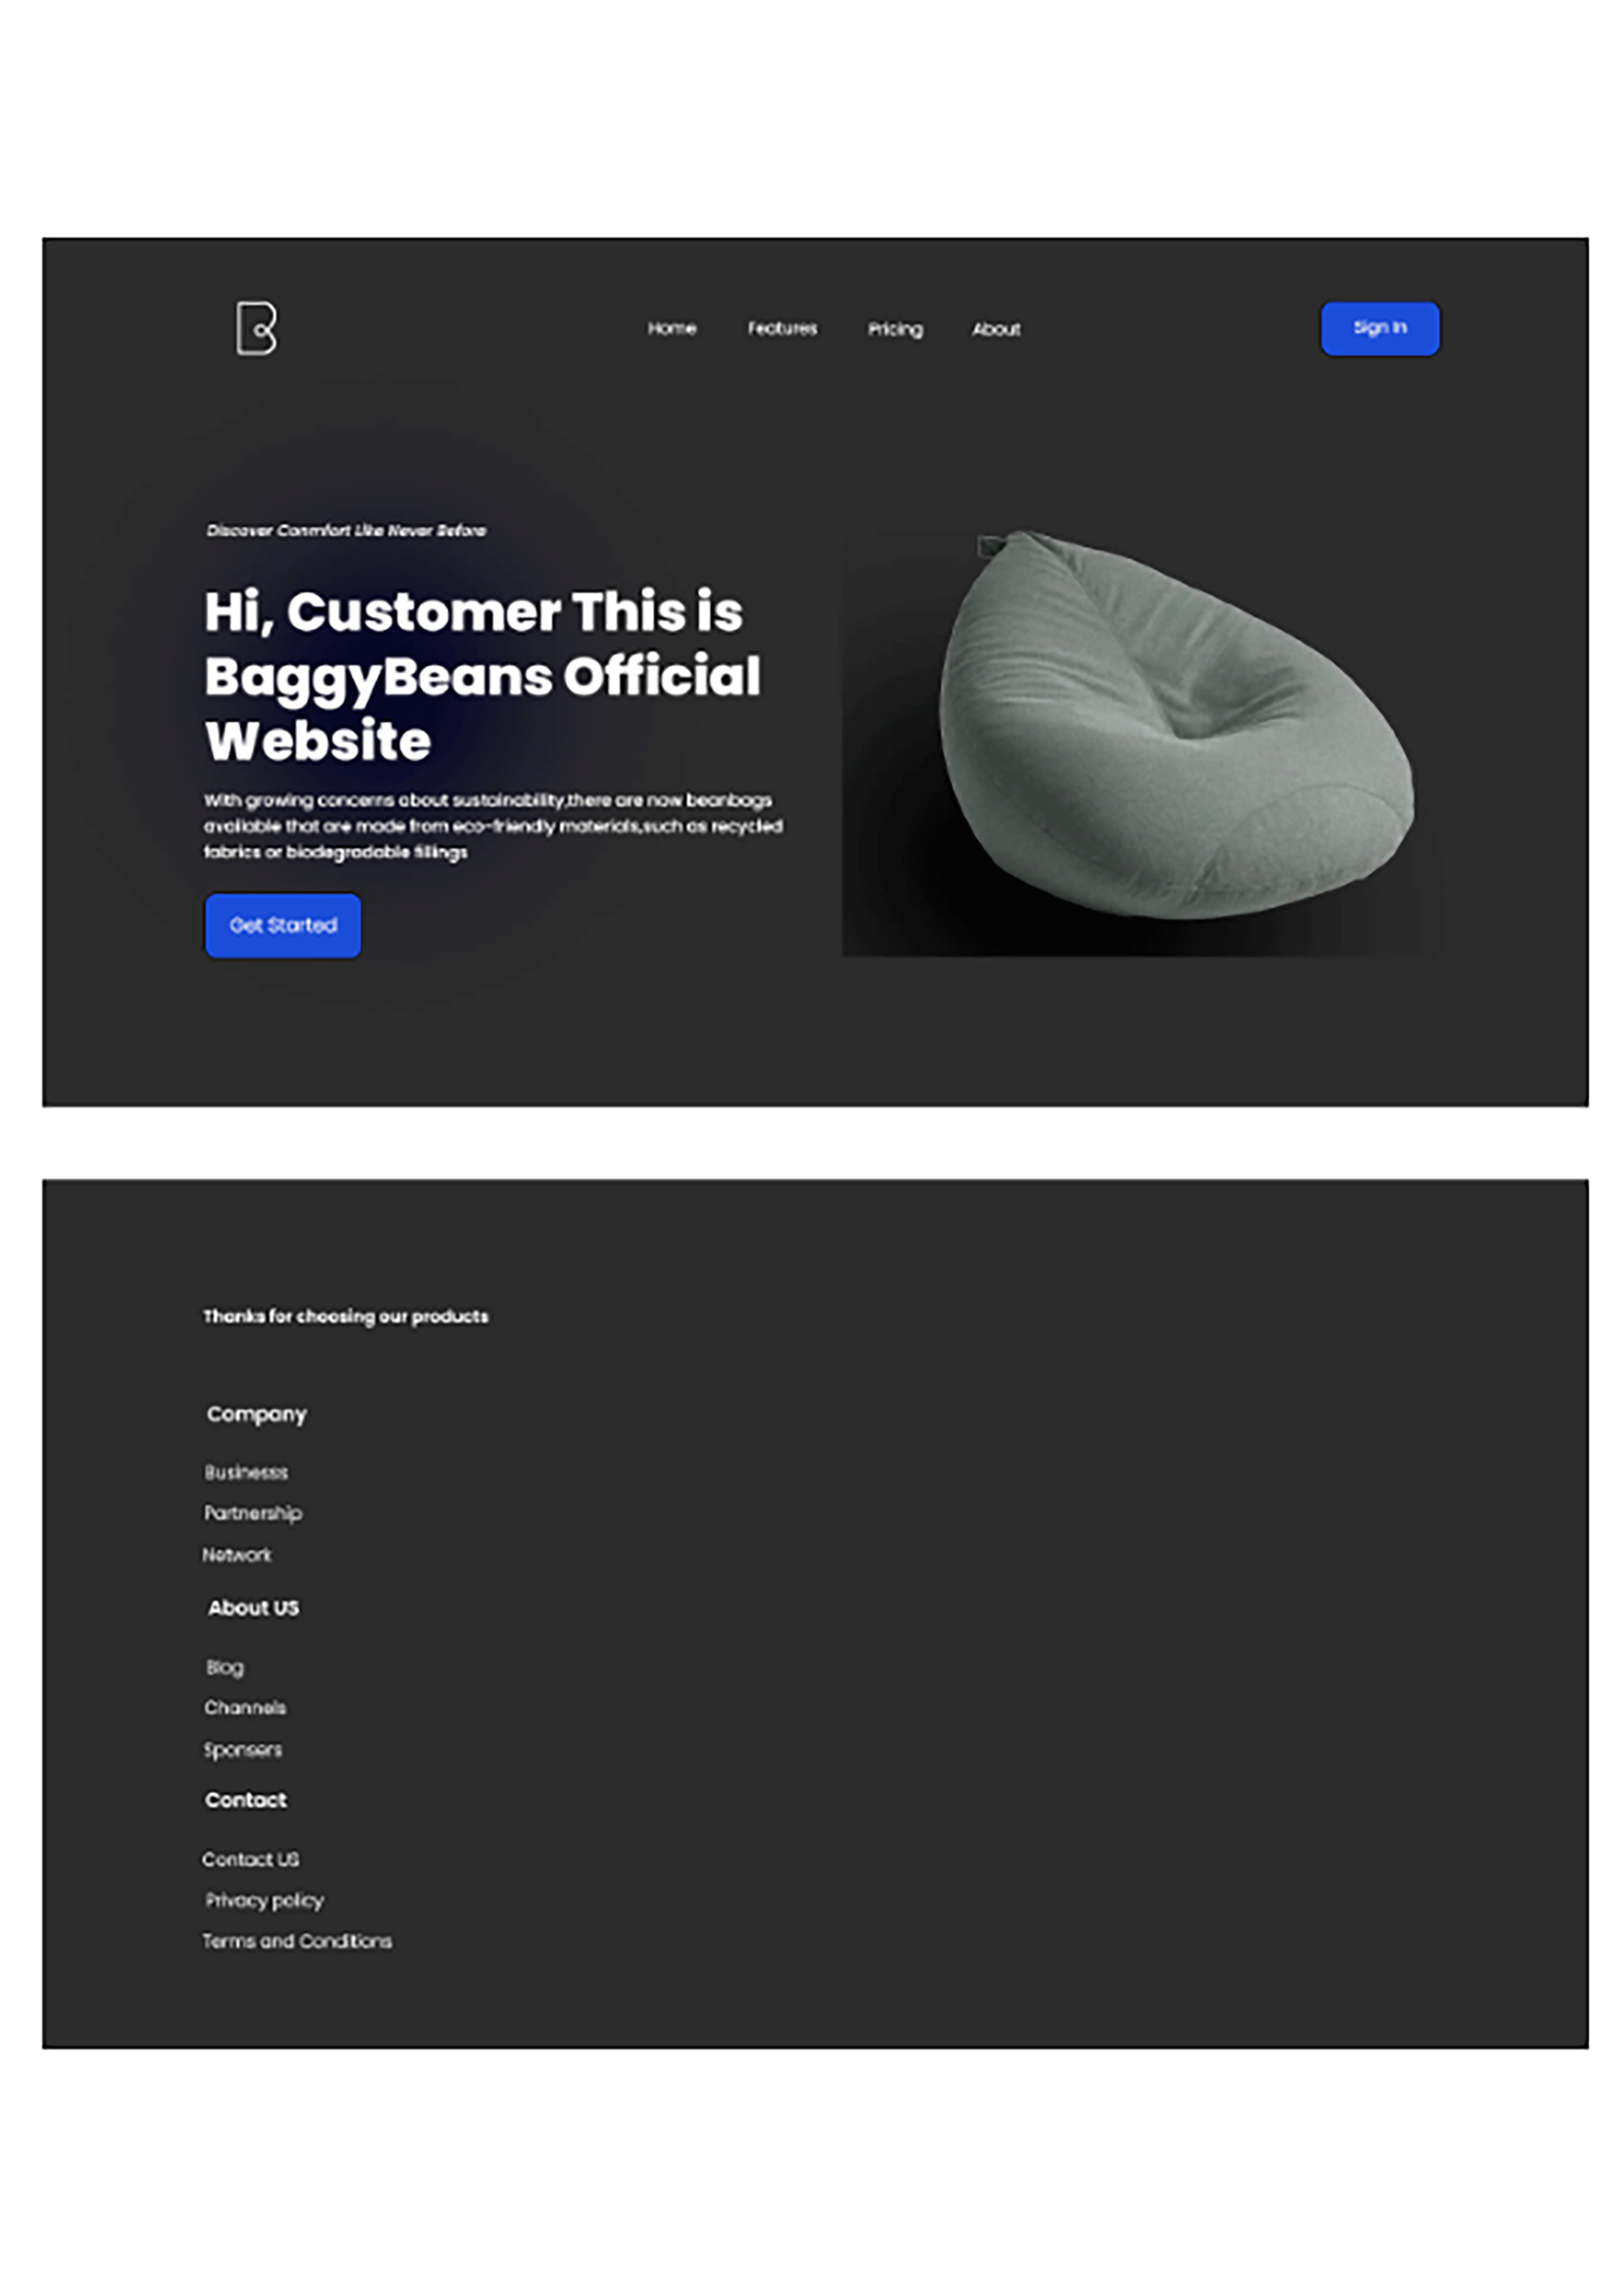 B
Home Features Pricing About Sign In
Discover Conmfort Like Never Before
Hi, Customer This is
BaggyBeans Official
Website
With growing concerns about sustainability,there are now beanbags
available that are made from eco-friendly materials,such as recycled
fabrics or biodegradable fillings
Get Started
Thanks for choosing our products
Company
Businesss
Partnership
Network
About US
Blog
Channels
Sponsers
Contact
Contact US
Privacy policy
Terms and Conditions